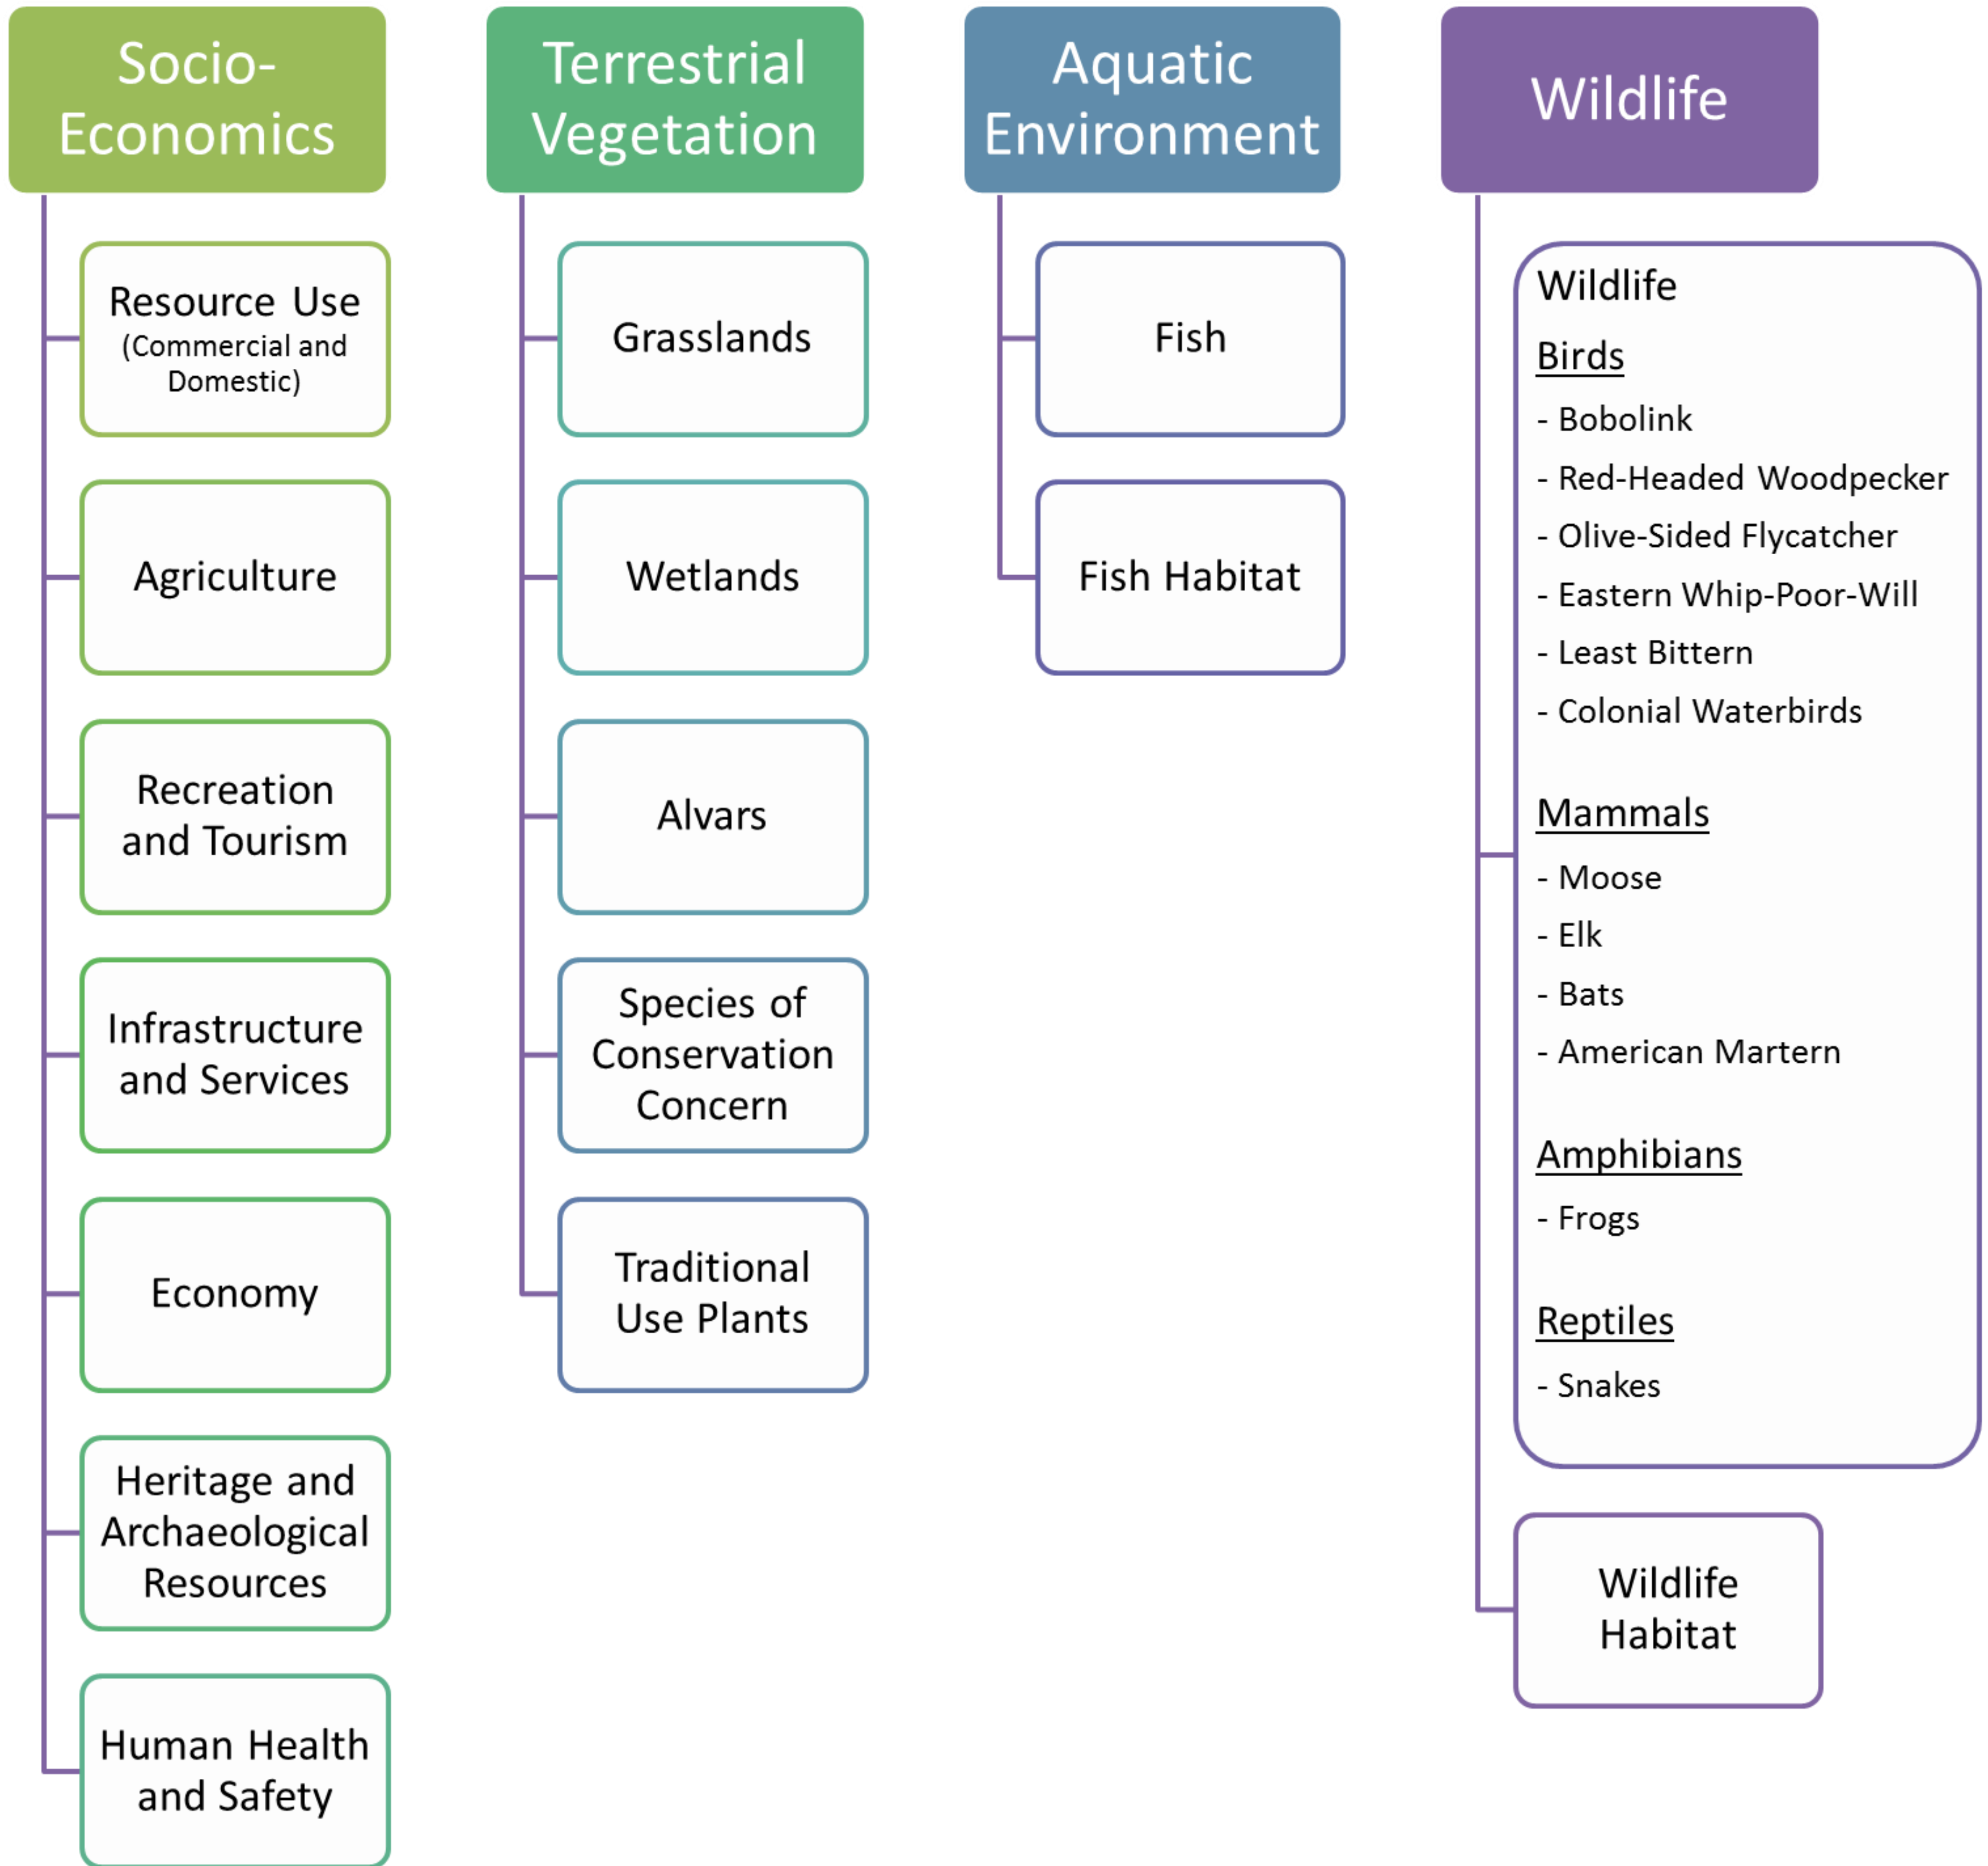 Socio-
Economics
Resource Use
(Commercial and
Domestic)
Agriculture
Recreation
and Tourism
Infrastructure
and Services
Economy
Heritage and
Archaeological
Resources
Human Health
and Safety
Terrestrial
Vegetation
Grasslands
Wetlands
Alvars
Species of
Conservation
Concern
Traditional
Use Plants
Aquatic
Environment
Fish
Fish Habitat
Wildlife
Wildlife
Birds
- Bobolink
- Red-Headed Woodpecker
- Olive-Sided Flycatcher
- Eastern Whip-Poor-Will
- Least Bittern
- Colonial Waterbirds
Mammals
- Moose
- Elk
- Bats
- American Martern
Amphibians
- Frogs
Reptiles
- Snakes
Wildlife
Habitat